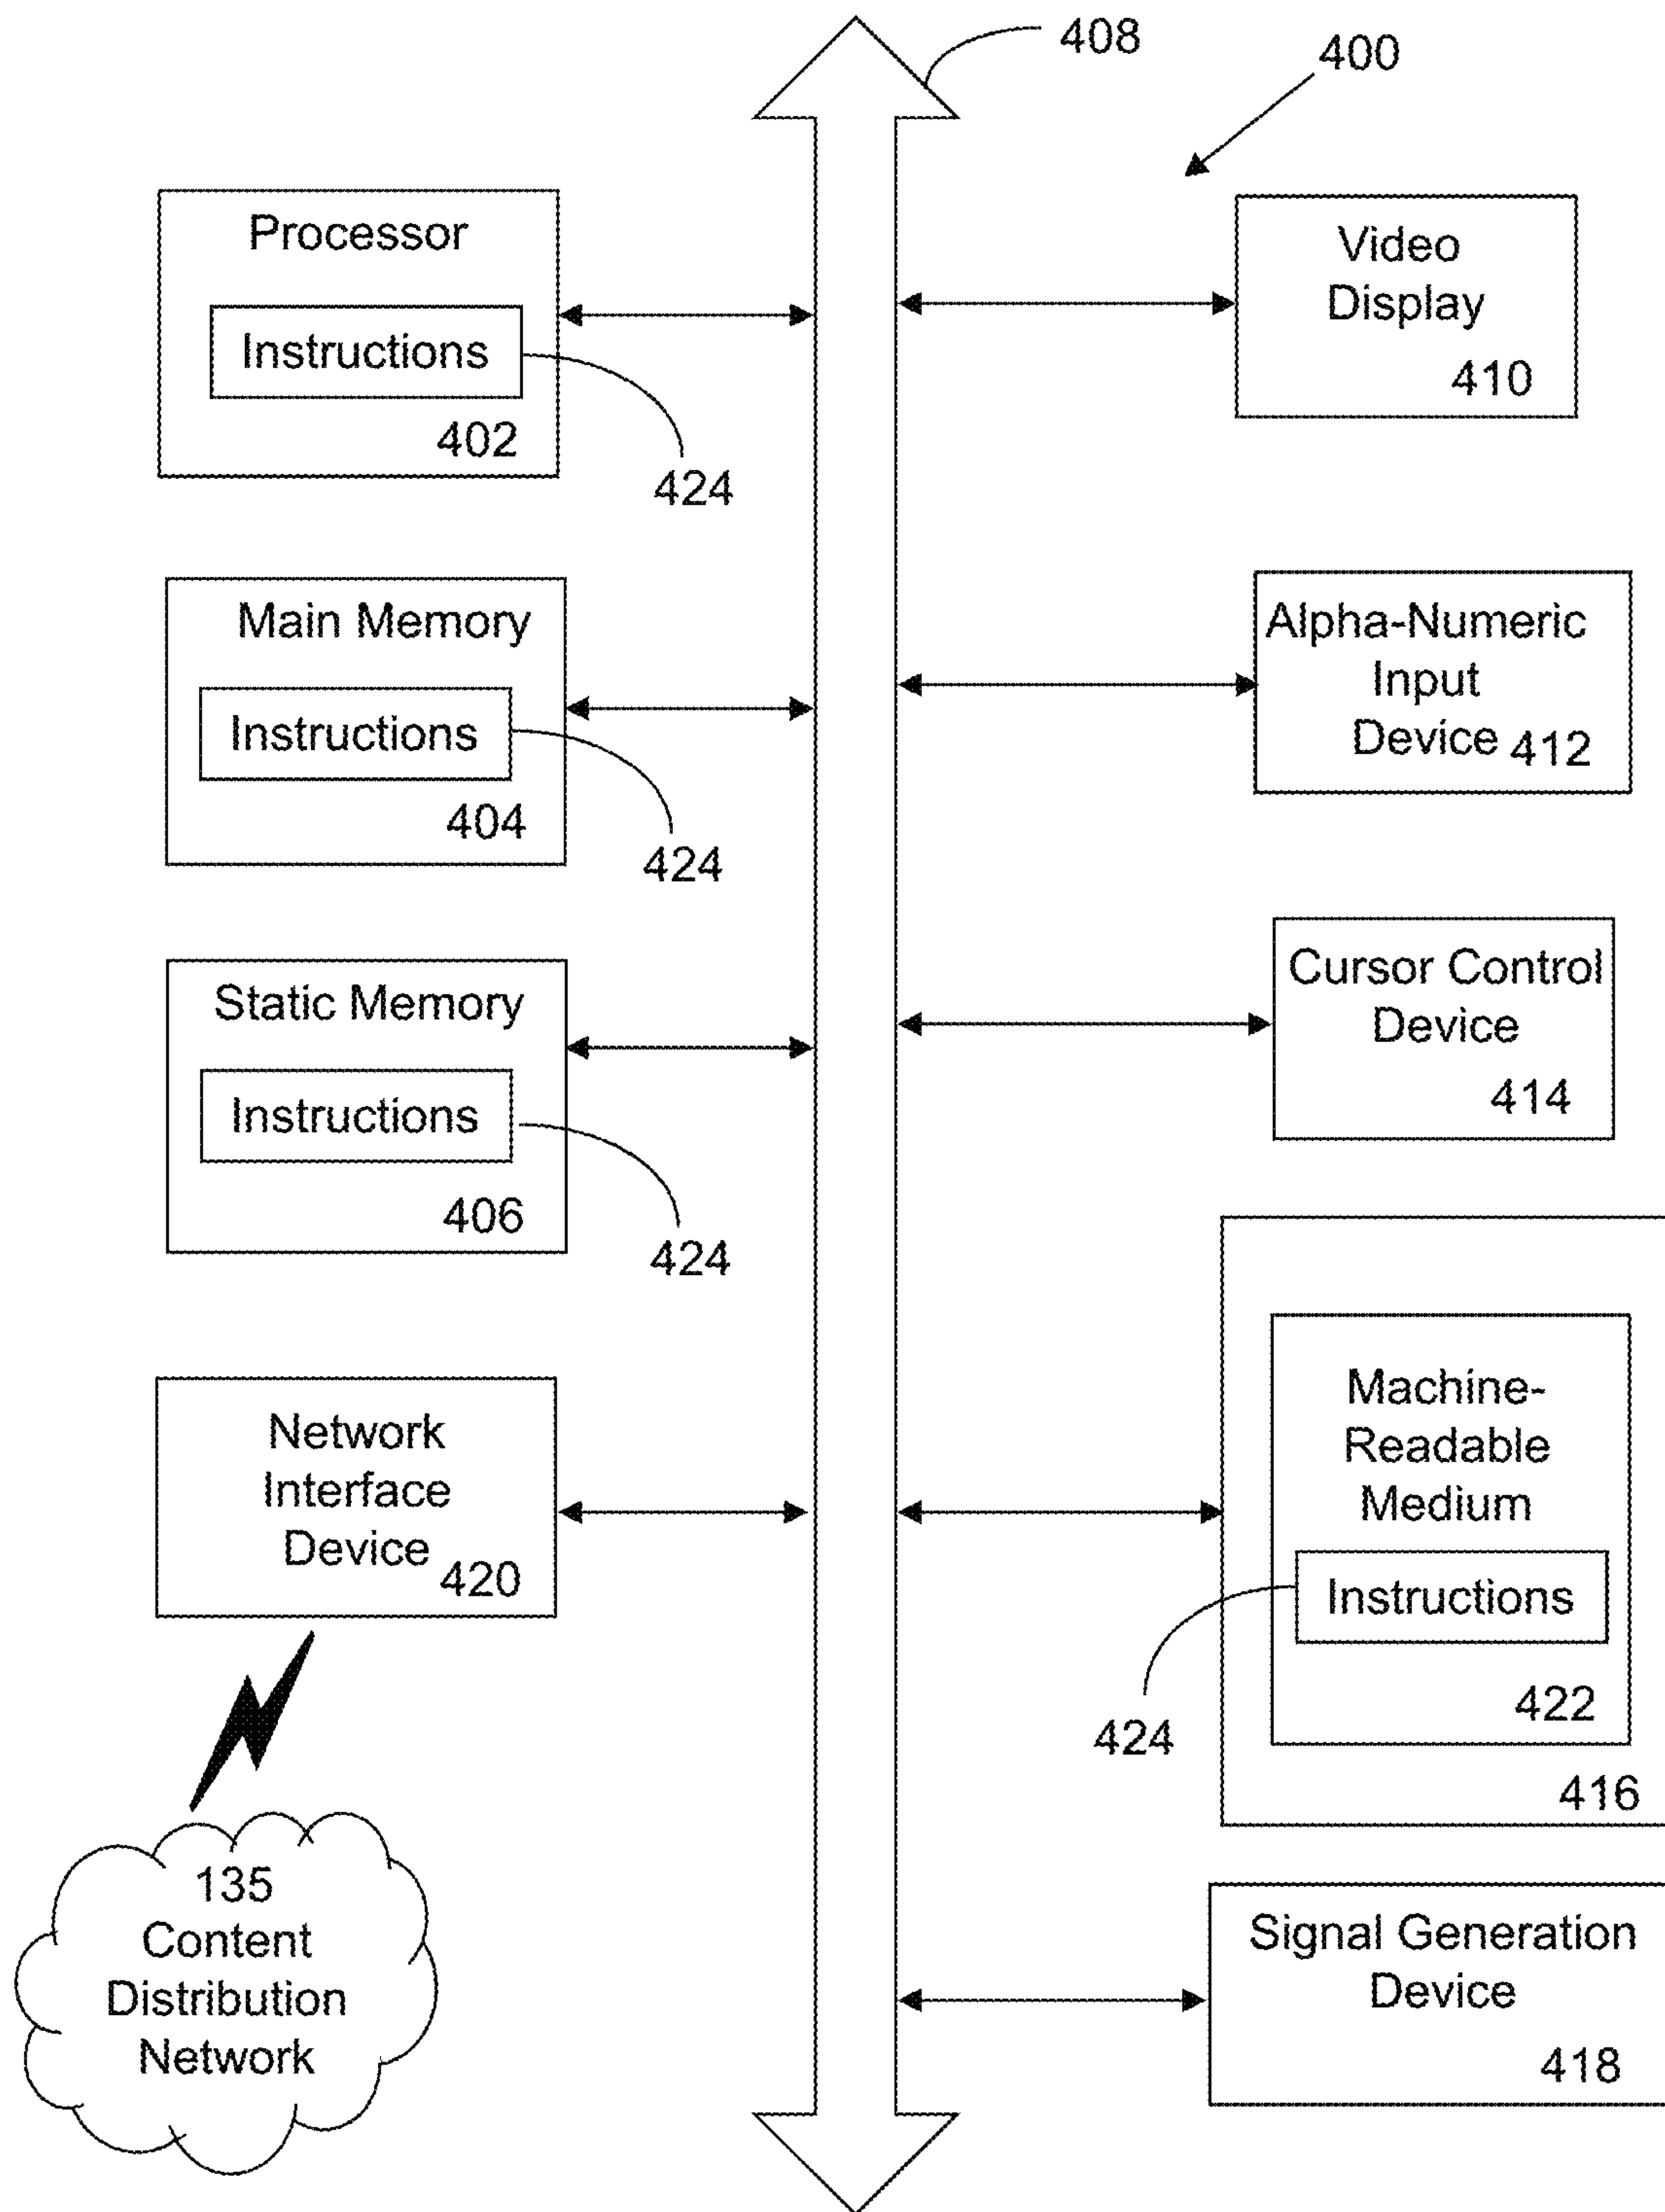 408
400
Processor
Instructions
402
424
Video
Display
410
Main Memory
Instructions
404
424
Alpha-Numeric
Input
Device 412
Static Memory
Instructions
406
424
Cursor Control
Device
414
Network
Interface
Device
420
Machine-
Readable
Medium
Instructions
424
422
416
135
Content
Distribution
Network
Signal Generation
Device
418